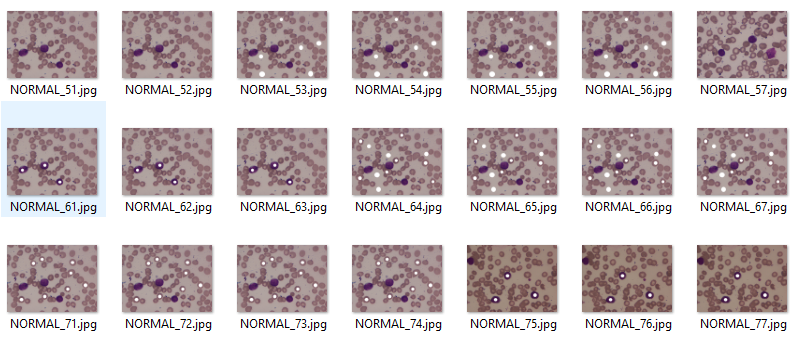 NORMAL_51.jpg NORMAL_52.jpg NORMAL_53.jpg NORMAL_54.jpg NORMAL_55.jpg NORMAL_56.jpg NORMAL_57.jpg
NORMAL_61.jpg NORMAL_62.jpg NORMAL_63.jpg NORMAL_64.jpg NORMAL_65.jpg NORMAL_66.jpg NORMAL_67.jpg
NORMAL_71.jpg NORMAL_72.jpg NORMAL_73.jpg NORMAL_74.jpg NORMAL_75.jpg NORMAL_76.jpg NORMAL_77.jpg